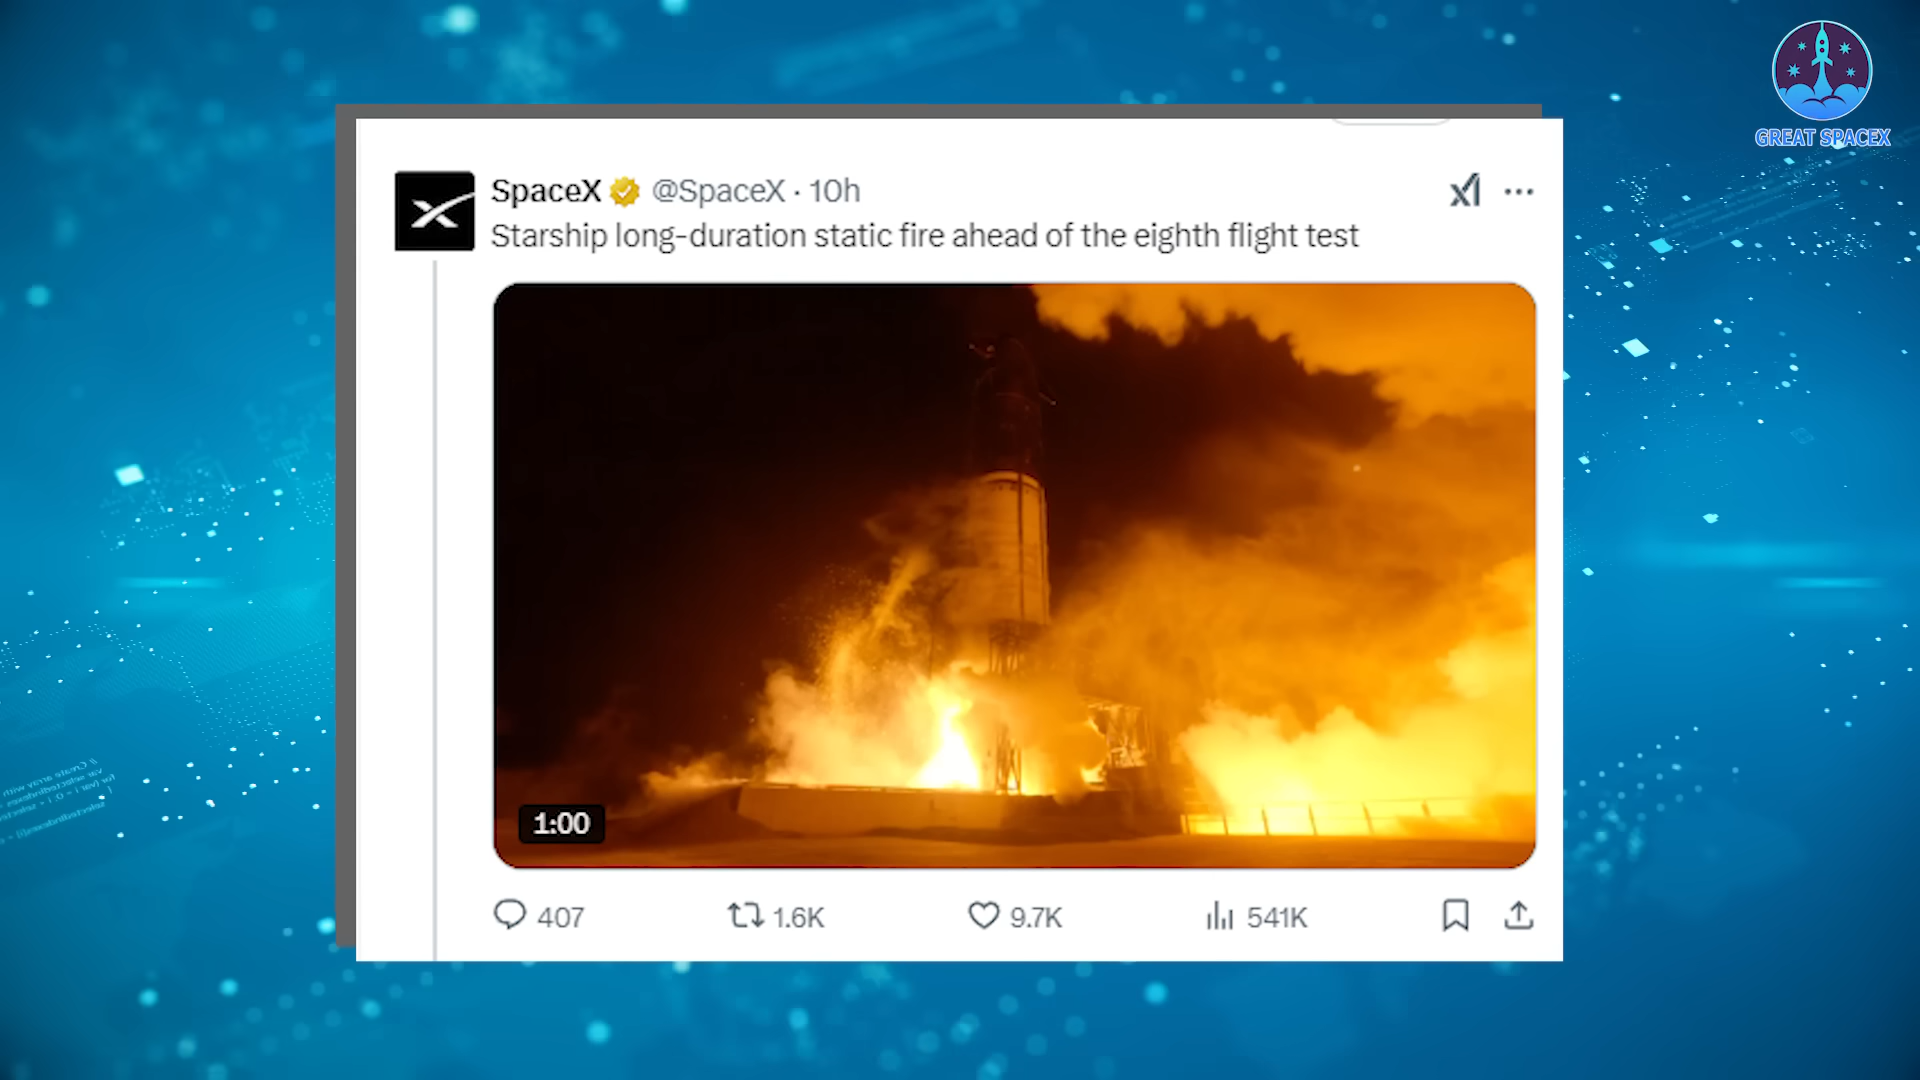 GREAT SPACEX
SpaceX @SpaceX · 10h
Starship long-duration static fire ahead of the eighth flight test
1:00
407 1.6K 9.7K 541K